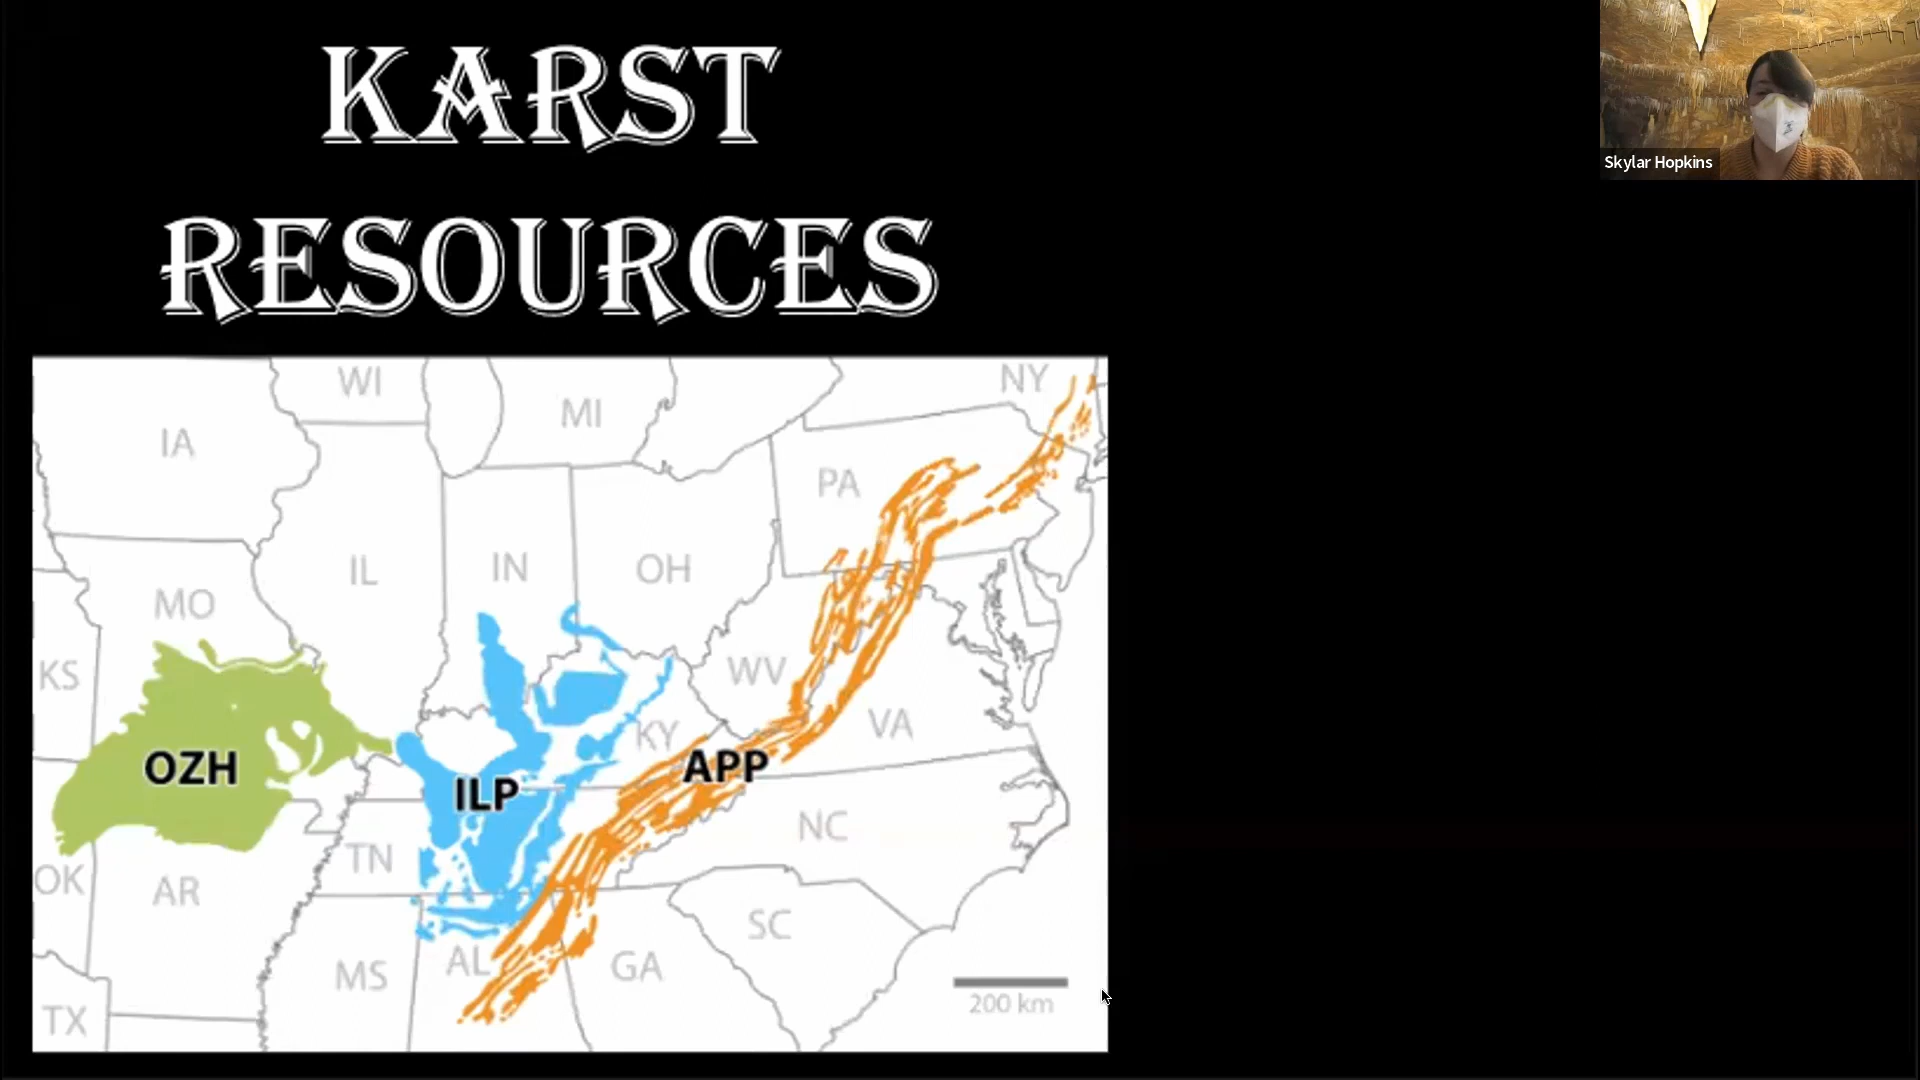 KARST
RESOURCES
Skylar Hopkins
WI
NY
MI
IA
PA
IL
IN
OH
MO
KS
WV
VA
KY
OZH
APP
ILP
NC
TN
OK
AR
SC
AL
GA
MS
200 km
TX